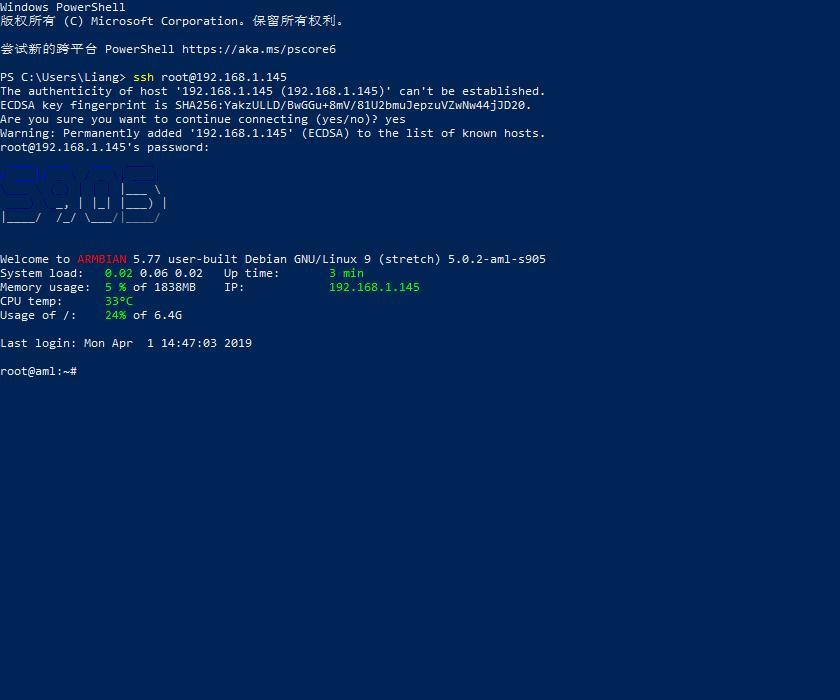 Windows PowerShell
版权所有 (C) Microsoft Corporation。保留所有权利。
尝试新的跨平台 PowerShell https://aka.ms/pscore6
PS C:\Users\Liang> ssh root@192.168.1.145
The authenticity of host '192.168.1.145 (192.168.1.145)' can't be established.
ECDSA key fingerprint is SHA256:YakzULLD/BwGGu+8mV/81U2bmuJepzuVZwNw44jJD20.
Are you sure you want to continue connecting (yes/no)? yes
Warning: Permanently added '192.168.1.145' (ECDSA) to the list of known hosts.
root@192.168.1.145's password:
S905
Welcome to ARMBIAN 5.77 user-built Debian GNU/Linux 9 (stretch) 5.0.2-aml-s905
System load:   0.02 0.06 0.02   Up time:       3 min
Memory usage:  5 % of 1838MB    IP:            192.168.1.145
CPU temp:      33°C
Usage of /:    24% of 6.4G
Last login: Mon Apr  1 14:47:03 2019
root@aml:~#